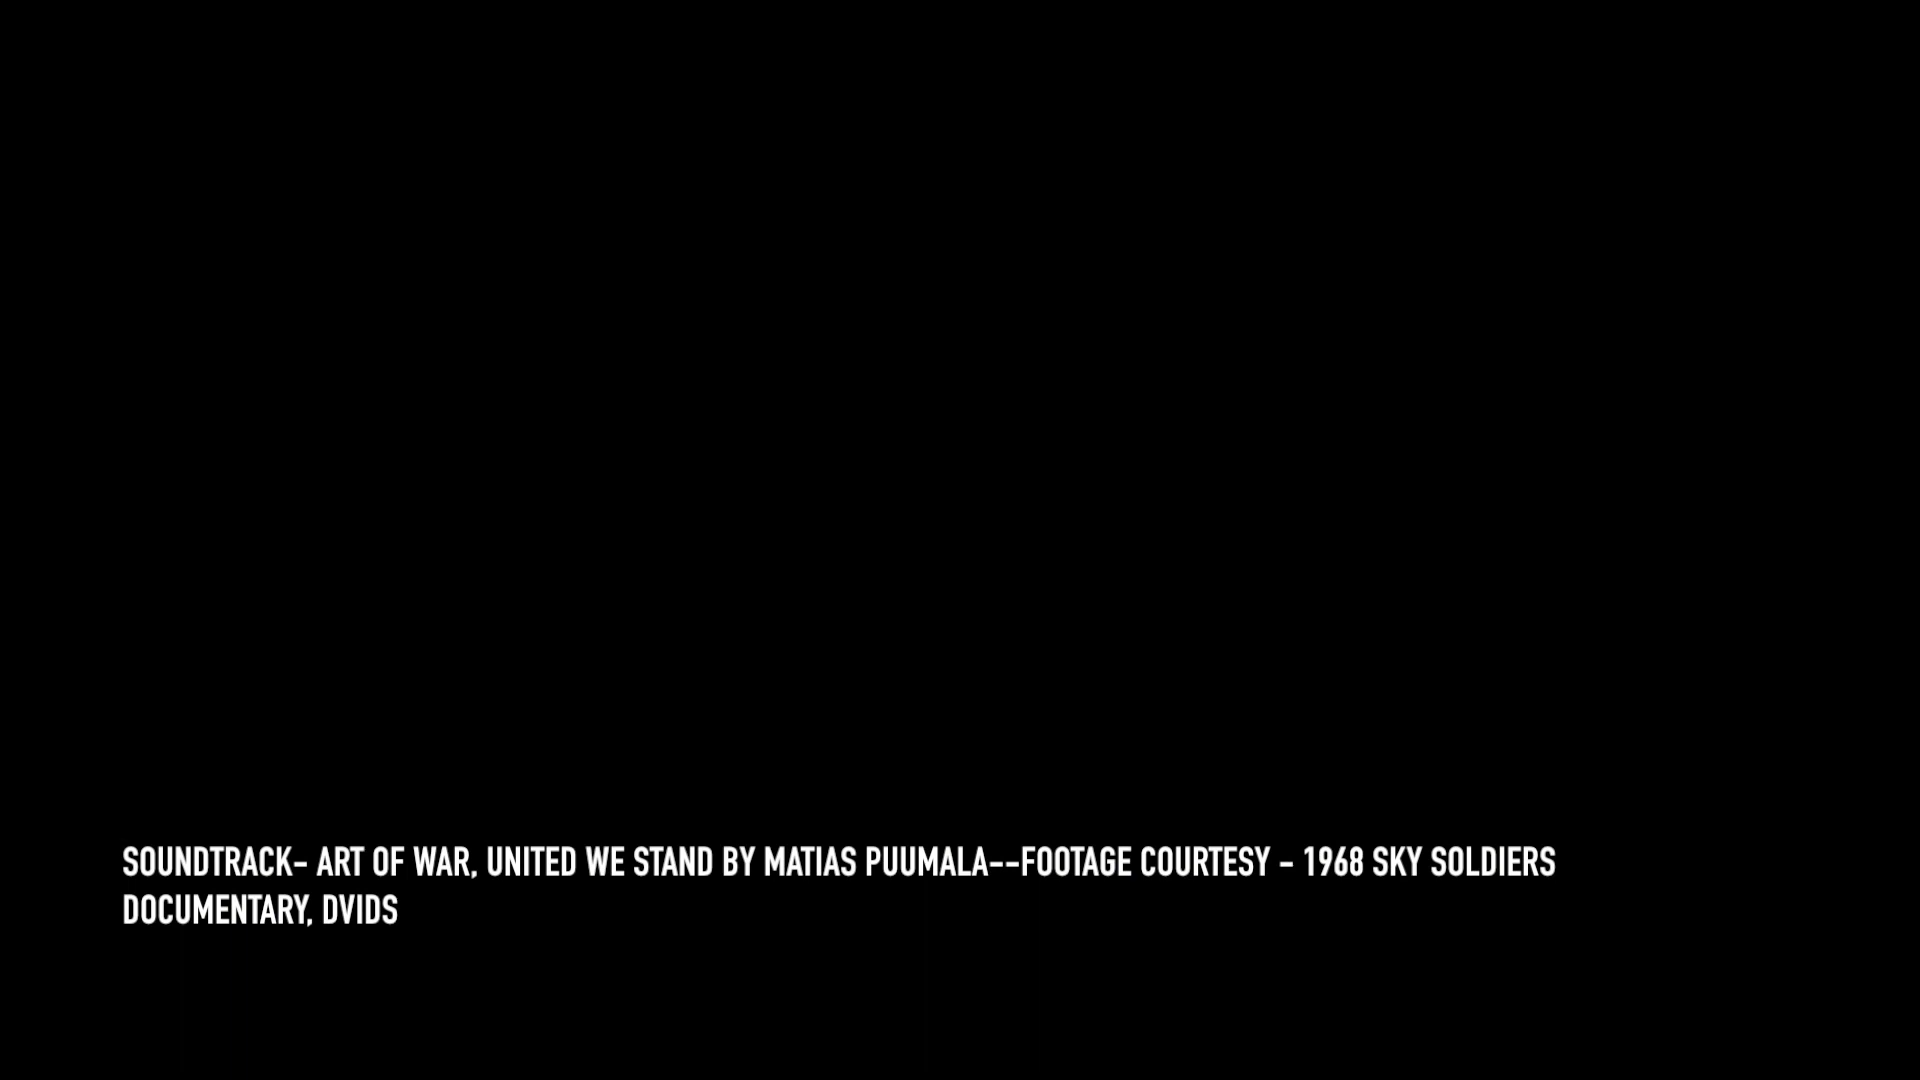 SOUNDTRACK- ART OF WAR, UNITED WE STAND BY MATIAS PUUMALA--FOOTAGE COURTESY - 1968 SKY SOLDIERS
DOCUMENTARY, DVIDS